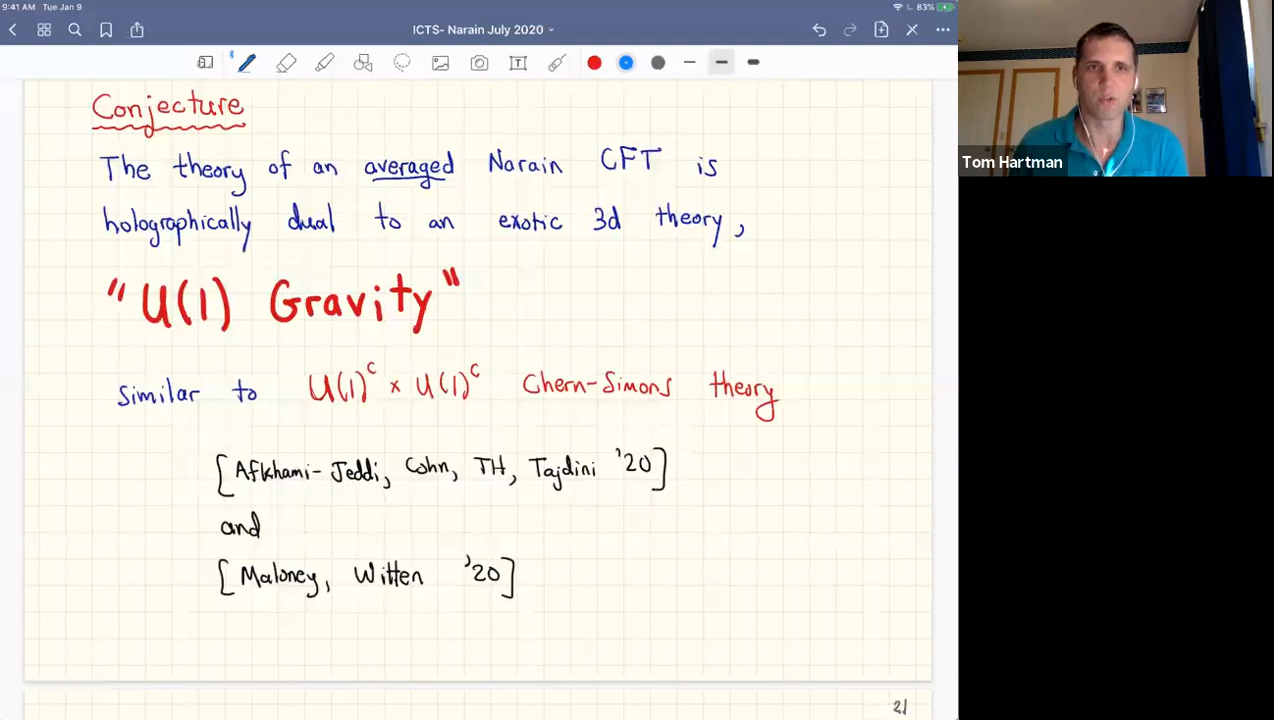 9:41 AM Tue Jan 9
83%
ICTS- Narain July 2020
Conjecture
The theory of an averaged Narain CFT is
holographically dual to an exotic 3d theory,
"U(1) Gravity"
similar to U(1)^c × U(1)^c Chern-Simons theory
[Afkhami-Jeddi, Cohn, TH, Tajdini '20]
and
[Maloney, Witten '20]
21
Tom Hartman